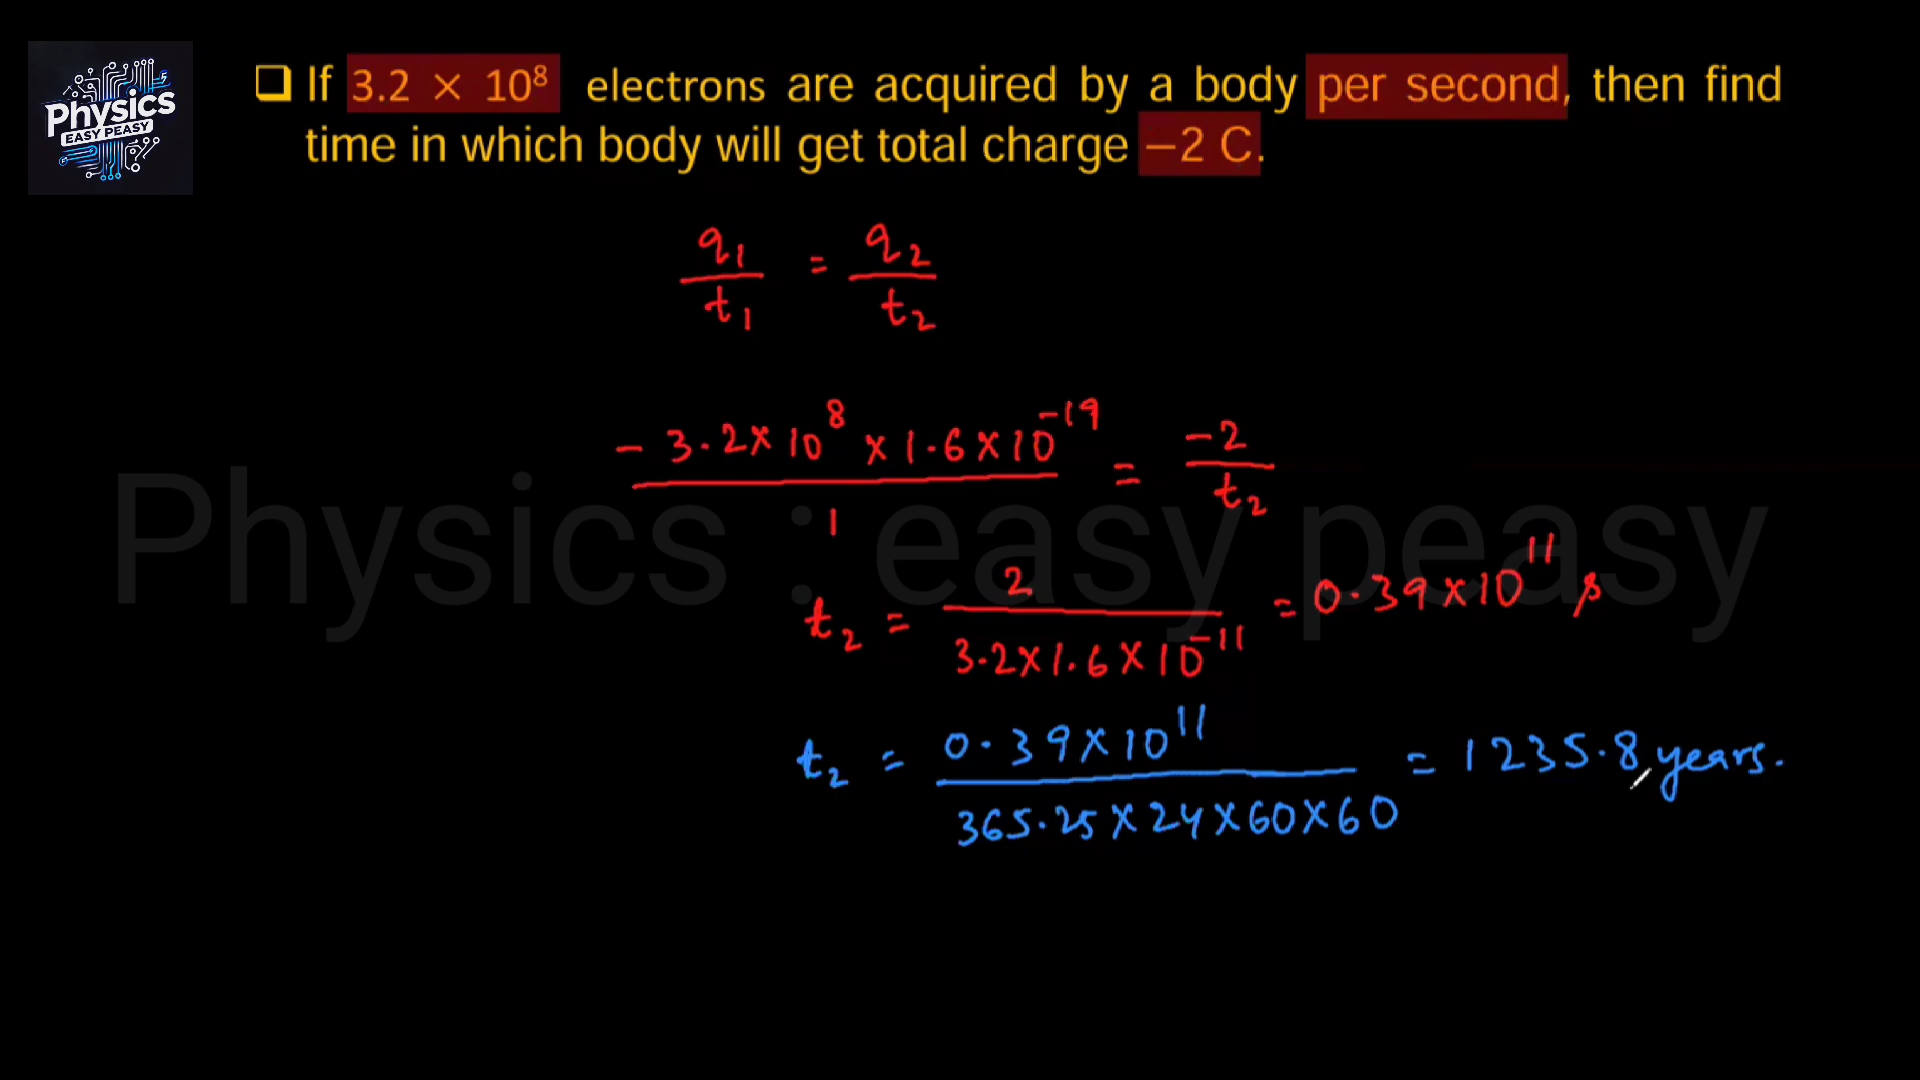 Physics
EASY PEASY
❑ If 3.2 × 10⁸ electrons are acquired by a body per second, then find
time in which body will get total charge −2 C.
q₁/t₁ = q₂/t₂
- 3.2 × 10⁸ × 1.6 × 10⁻¹⁹ / 1 = -2 / t₂
Physics : easy peasy
t₂ = 2 / 3.2 × 1.6 × 10⁻¹¹ = 0.39 × 10¹¹ s
t₂ = 0.39 × 10¹¹ / 365.25 × 24 × 60 × 60 = 1235.8 years.